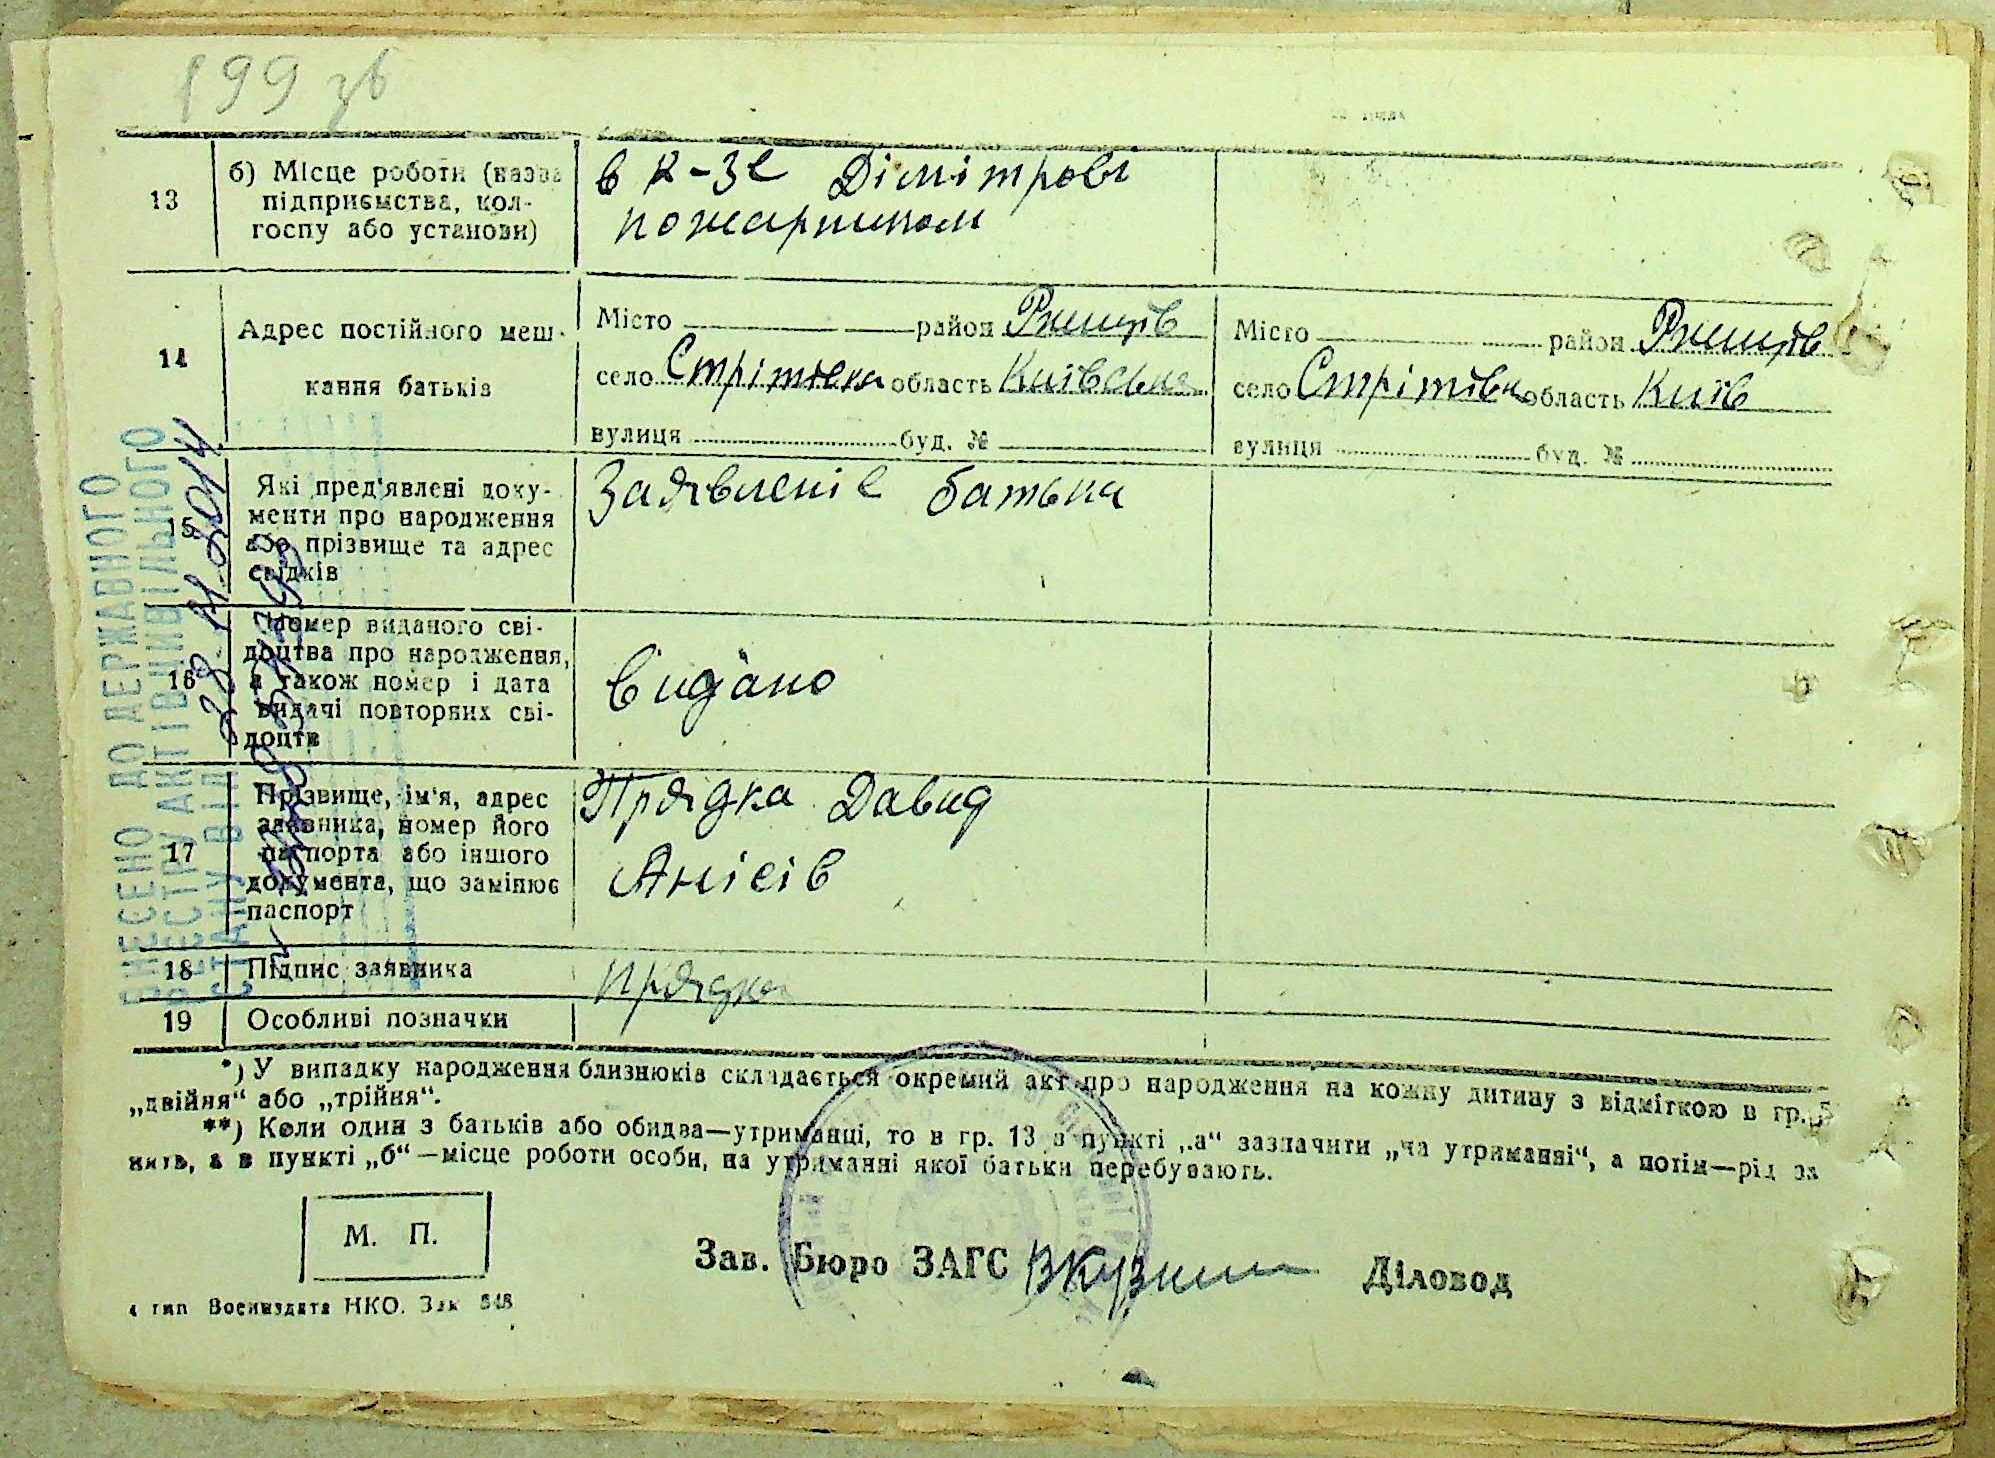 199 зв
13
б) Місце роботи (назва
підприємства, кол-
госпу або установи)
в к-зе Дімітрові
пожарником
14
Адрес постійного меш-
кання батьків
Місто район Ржищів
село Стрітівка область Київська
вулиця буд. №
Місто район Ржищів
село Стрітівка область Київ
вулиця буд. №
15
Які пред'явлені доку-
менти про народження
або прізвище та адрес
свідків
Заявленіе батька
16
Номер виданого сві-
доцтва про народження,
а також номер і дата
видачі повторних сві-
доцтв
Видано
17
Прізвище, ім'я, адрес
заявника, номер його
паспорта або іншого
документа, що замінює
паспорт
Прядка Давид
Анісів
18
Підпис заявника
Прядка
19
Особливі позначки
*) У випадку народження близнюків складається окремий акт про народження на кожну дитину з відміткою в гр. 5
„двійня“ або „трійня“.
**) Коли один з батьків або обидва—утриманці, то в гр. 13 в пункті „а“ зазначити „на утриманні“, а потім—рід за
нять, а в пункті „б“—місце роботи особи, на утриманні якої батьки перебувають.
М. П.
Зав. Бюро ЗАГС Діловод
4 тип Воениздата НКО. Зак 548
ВНЕСЕНО ДО ДЕРЖАВНОГО
РЕЄСТРУ АКТІВ ЦИВІЛЬНОГО
СТАНУ ВІД